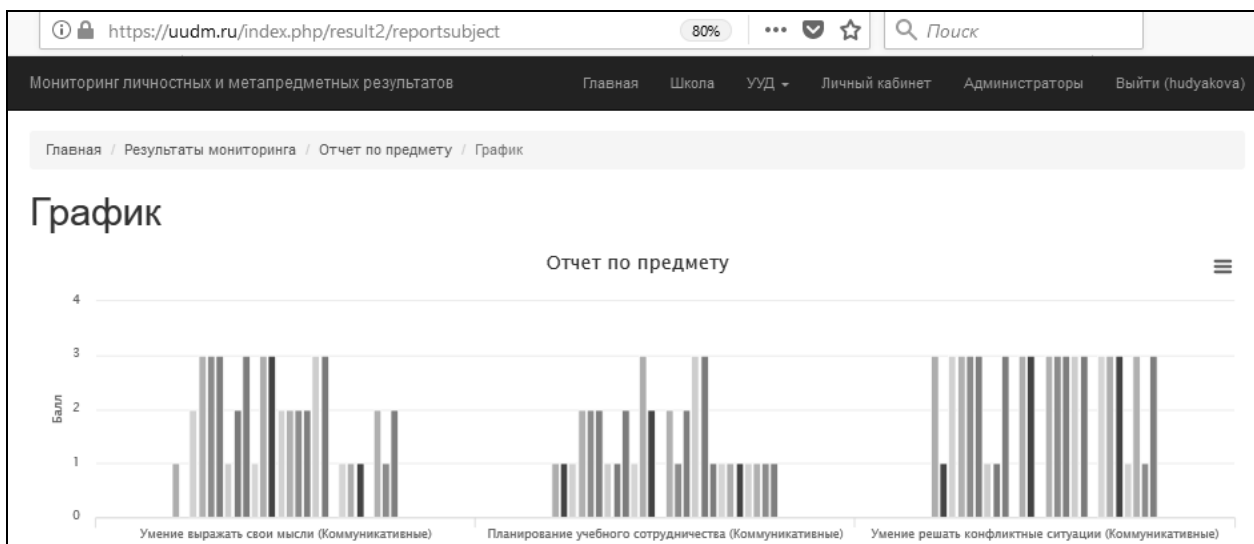 https://uudm.ru/index.php/result2/reportsubject 80% Поиск
Мониторинг личностных и метапредметных результатов Главная Школа УУД Личный кабинет Администраторы Выйти (hudyakova)
Главная / Результаты мониторинга / Отчет по предмету / График
График
Отчет по предмету
4
3
Балл
2
1
0
Умение выражать свои мысли (Коммуникативные) Планирование учебного сотрудничества (Коммуникативные) Умение решать конфликтные ситуации (Коммуникативные)